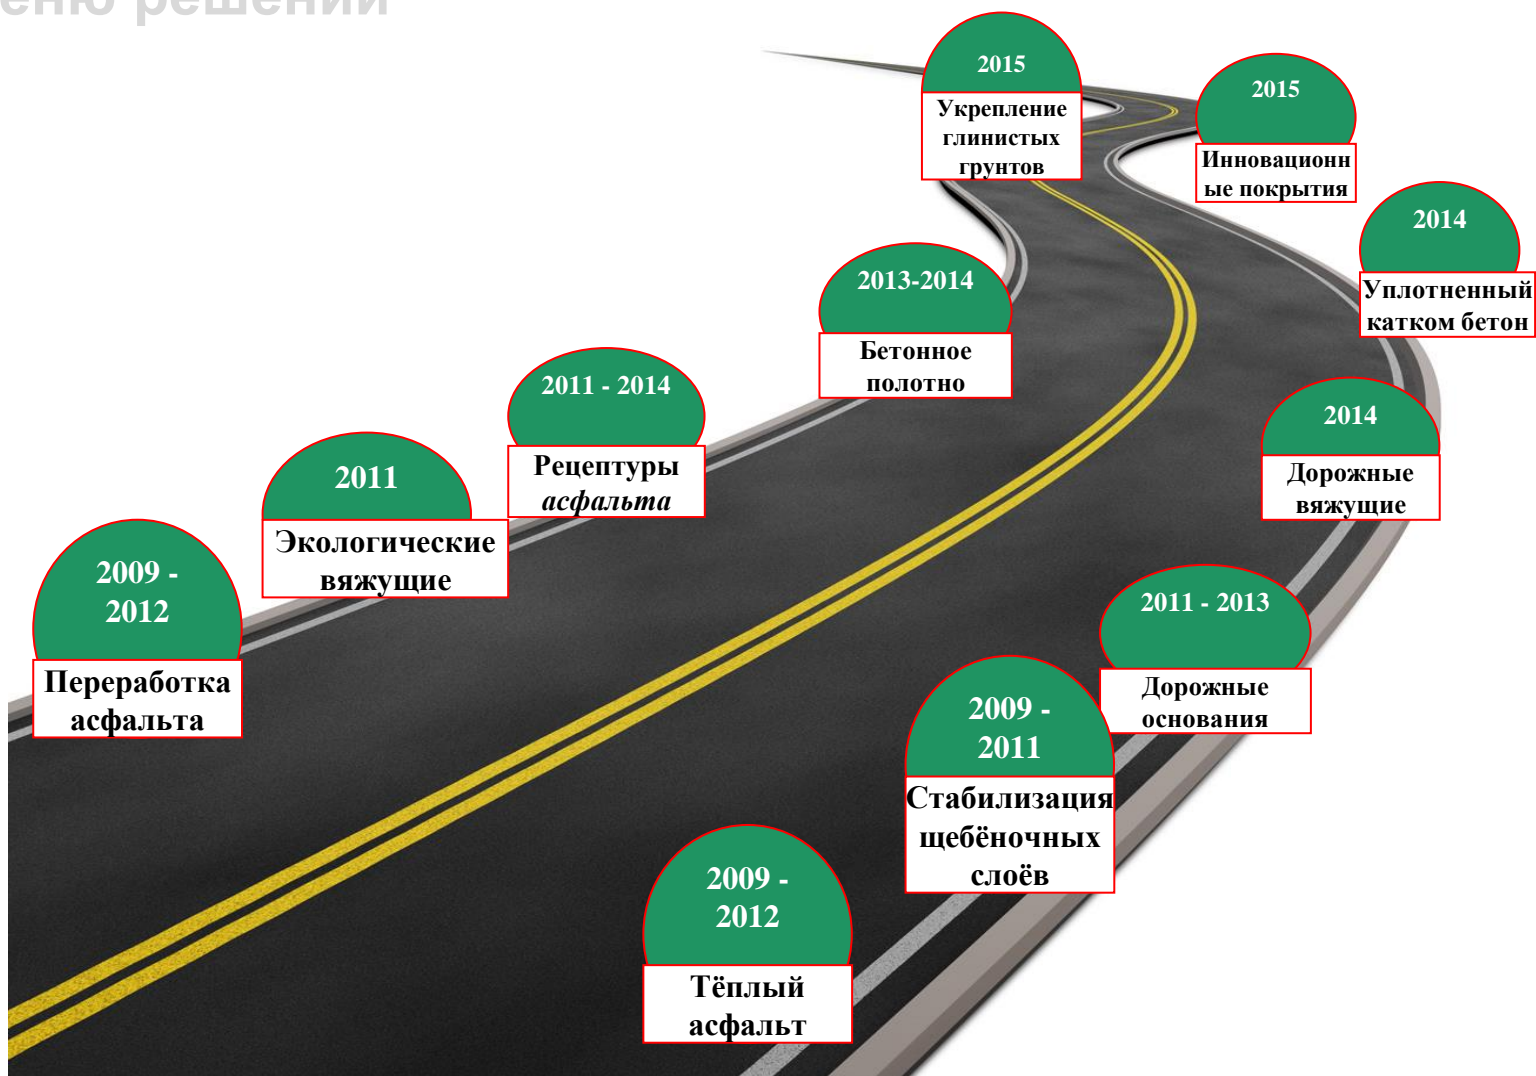 решений
2015
Укрепление
глинистых
грунтов
2015
Инновационн
ые покрытия
2014
Уплотненный
катком бетон
2013-2014
Бетонное
полотно
2011 - 2014
Рецептуры
асфальта
2014
Дорожные
вяжущие
2011
Экологические
вяжущие
2009 -
2012
Переработка
асфальта
2011 - 2013
Дорожные
основания
2009 -
2011
Стабилизация
щебёночных
слоёв
2009 -
2012
Тёплый
асфальт